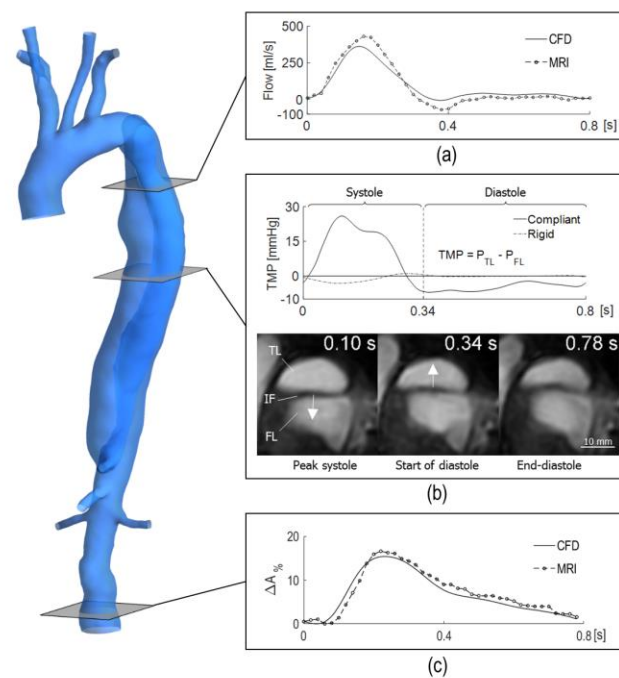 500
250
0
-100
Flow [ml/s]
CFD
MRI
0
0.4
0.8
[s]
(a)
Systole
Diastole
30
15
0
-10
TMP [mmHg]
Compliant
Rigid
TMP = P_TL - P_FL
0
0.34
0.8
[s]
0.10 s
0.34 s
0.78 s
TL
IF
FL
10 mm
Peak systole
Start of diastole
End-diastole
(b)
20
10
0
ΔA%
CFD
MRI
0
0.4
0.8
[s]
(c)